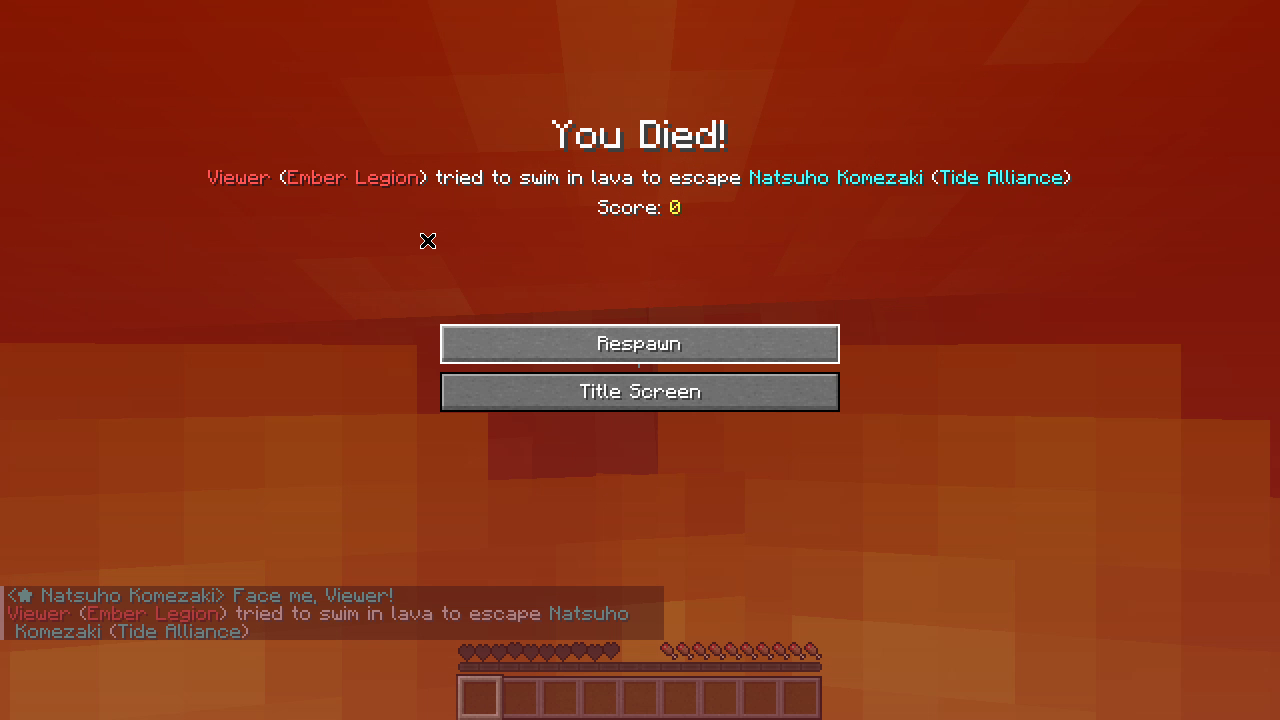 You Died!
Viewer (Ember Legion) tried to swim in lava to escape Natsuho Komezaki (Tide Alliance)
Score: 0
Respawn
Title Screen
<★ Natsuho Komezaki> Face me, Viewer!
Viewer (Ember Legion) tried to swim in lava to escape Natsuho
Komezaki (Tide Alliance)